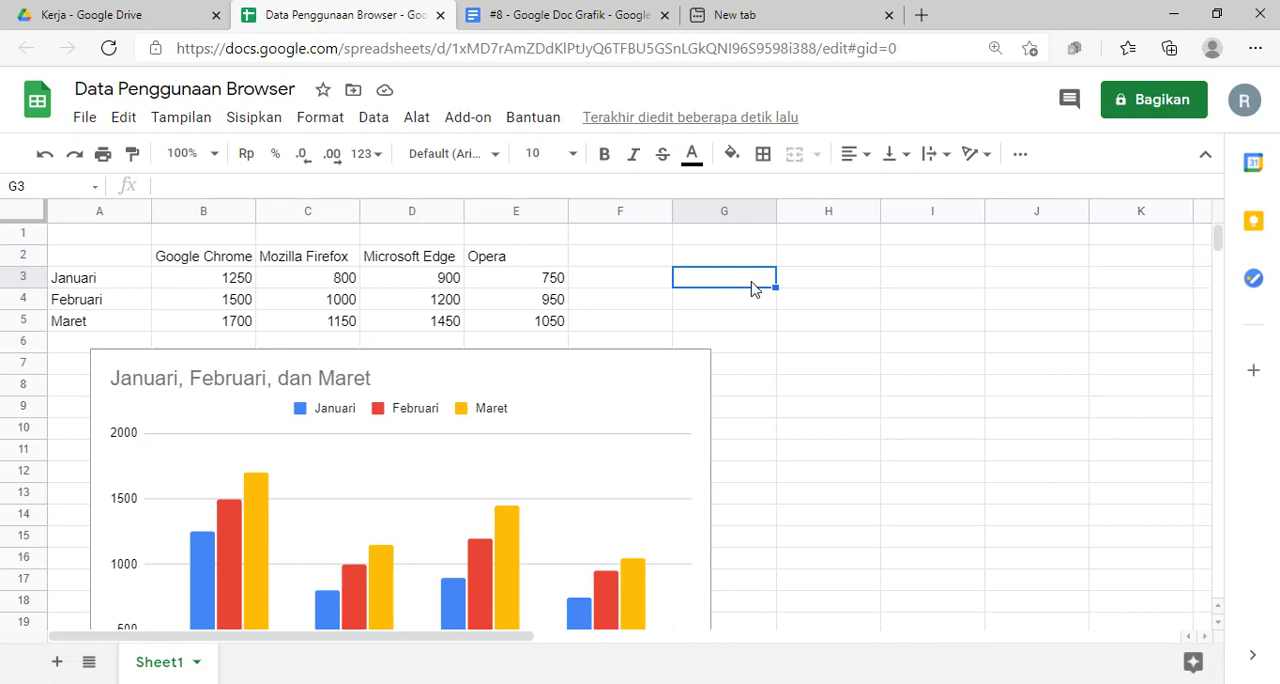 Kerja - Google Drive
Data Penggunaan Browser - Goo
#8 - Google Doc Grafik - Google
New tab
https://docs.google.com/spreadsheets/d/1xMD7rAmZDdKlPtJyQ6TFBU5GSnLGkQNI96S9598i388/edit#gid=0
Data Penggunaan Browser
Bagikan
R
File Edit Tampilan Sisipkan Format Data Alat Add-on Bantuan Terakhir diedit beberapa detik lalu
100% Rp % .0 .00 123 Default (Ari... 10 B I S A
31
G3 fx
A B C D E F G H I J K
1
2 Google Chrome Mozilla Firefox Microsoft Edge Opera
3 Januari 1250 800 900 750
4 Februari 1500 1000 1200 950
5 Maret 1700 1150 1450 1050
6
7
8
9
10
11
12
13
14
15
16
17
18
19
Januari, Februari, dan Maret
Januari Februari Maret
2000
1500
1000
500
Sheet1